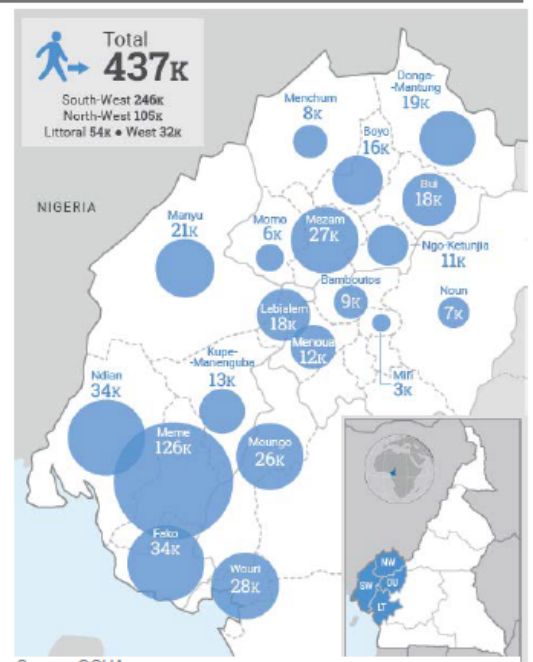 Total
437K
South-West 246K
North-West 105K
Littoral 54K ● West 32K
NIGERIA
Donga-
-Mantung
19K
Menchum
8K
Boyo
16K
Bui
18K
Manyu
21K
Momo
6K
Mezam
27K
Ngo-Ketunjia
11K
Bamboutos
9K
Noun
7K
Lebialem
18K
Menoua
12K
Mifi
3K
Kupe-
-Manenguba
13K
Ndian
34K
Meme
126K
Moungo
26K
Fako
34K
Wouri
28K
NW
SW
OU
LT